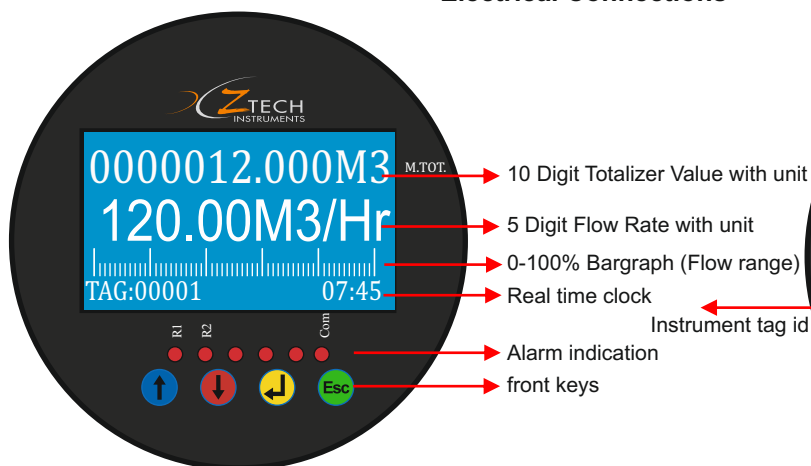 Electrical Connections
ZTECH
INSTRUMENTS
0000012.000M3
M.TOT.
10 Digit Totalizer Value with unit
120.00M3/Hr
5 Digit Flow Rate with unit
0-100% Bargraph (Flow range)
TAG:00001 07:45
Real time clock
Instrument tag id
R1 R2 Com
Alarm indication
Esc
front keys